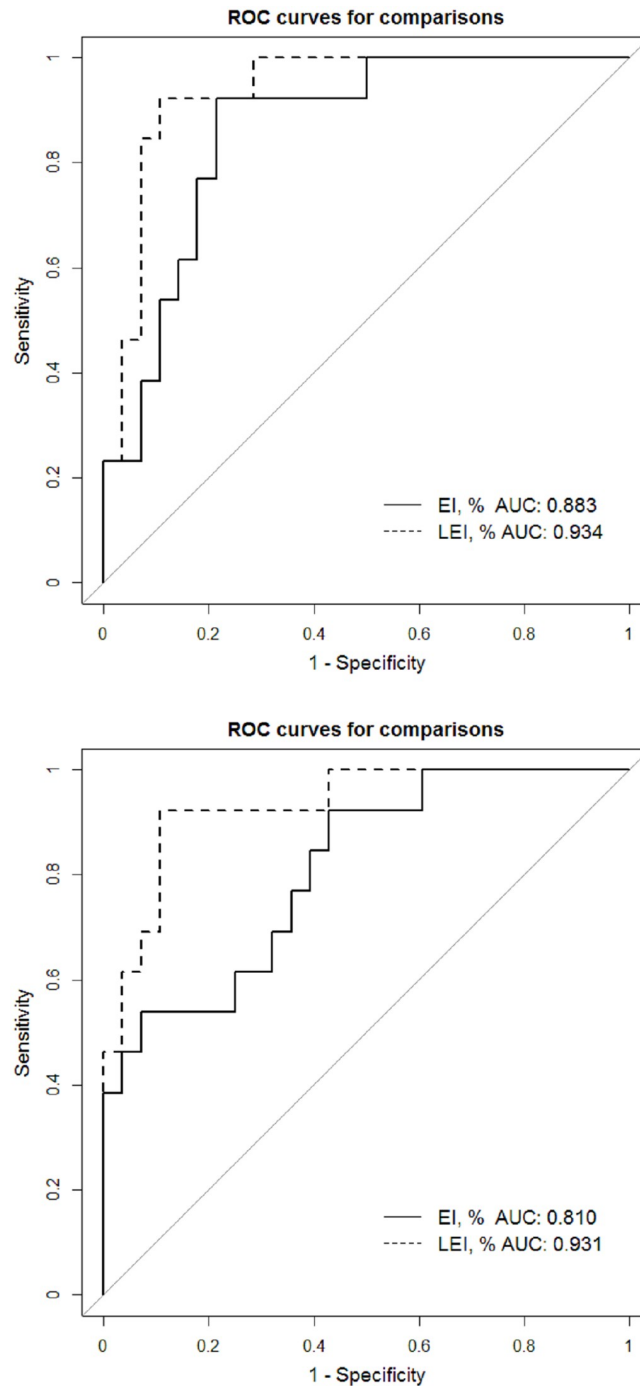 ROC curves for comparisons
1
0.8
0.6
0.4
0.2
0
Sensitivity
EI, % AUC: 0.883
LEI, % AUC: 0.934
0 0.2 0.4 0.6 0.8 1
1 - Specificity
ROC curves for comparisons
1
0.8
0.6
0.4
0.2
0
Sensitivity
EI, % AUC: 0.810
LEI, % AUC: 0.931
0 0.2 0.4 0.6 0.8 1
1 - Specificity